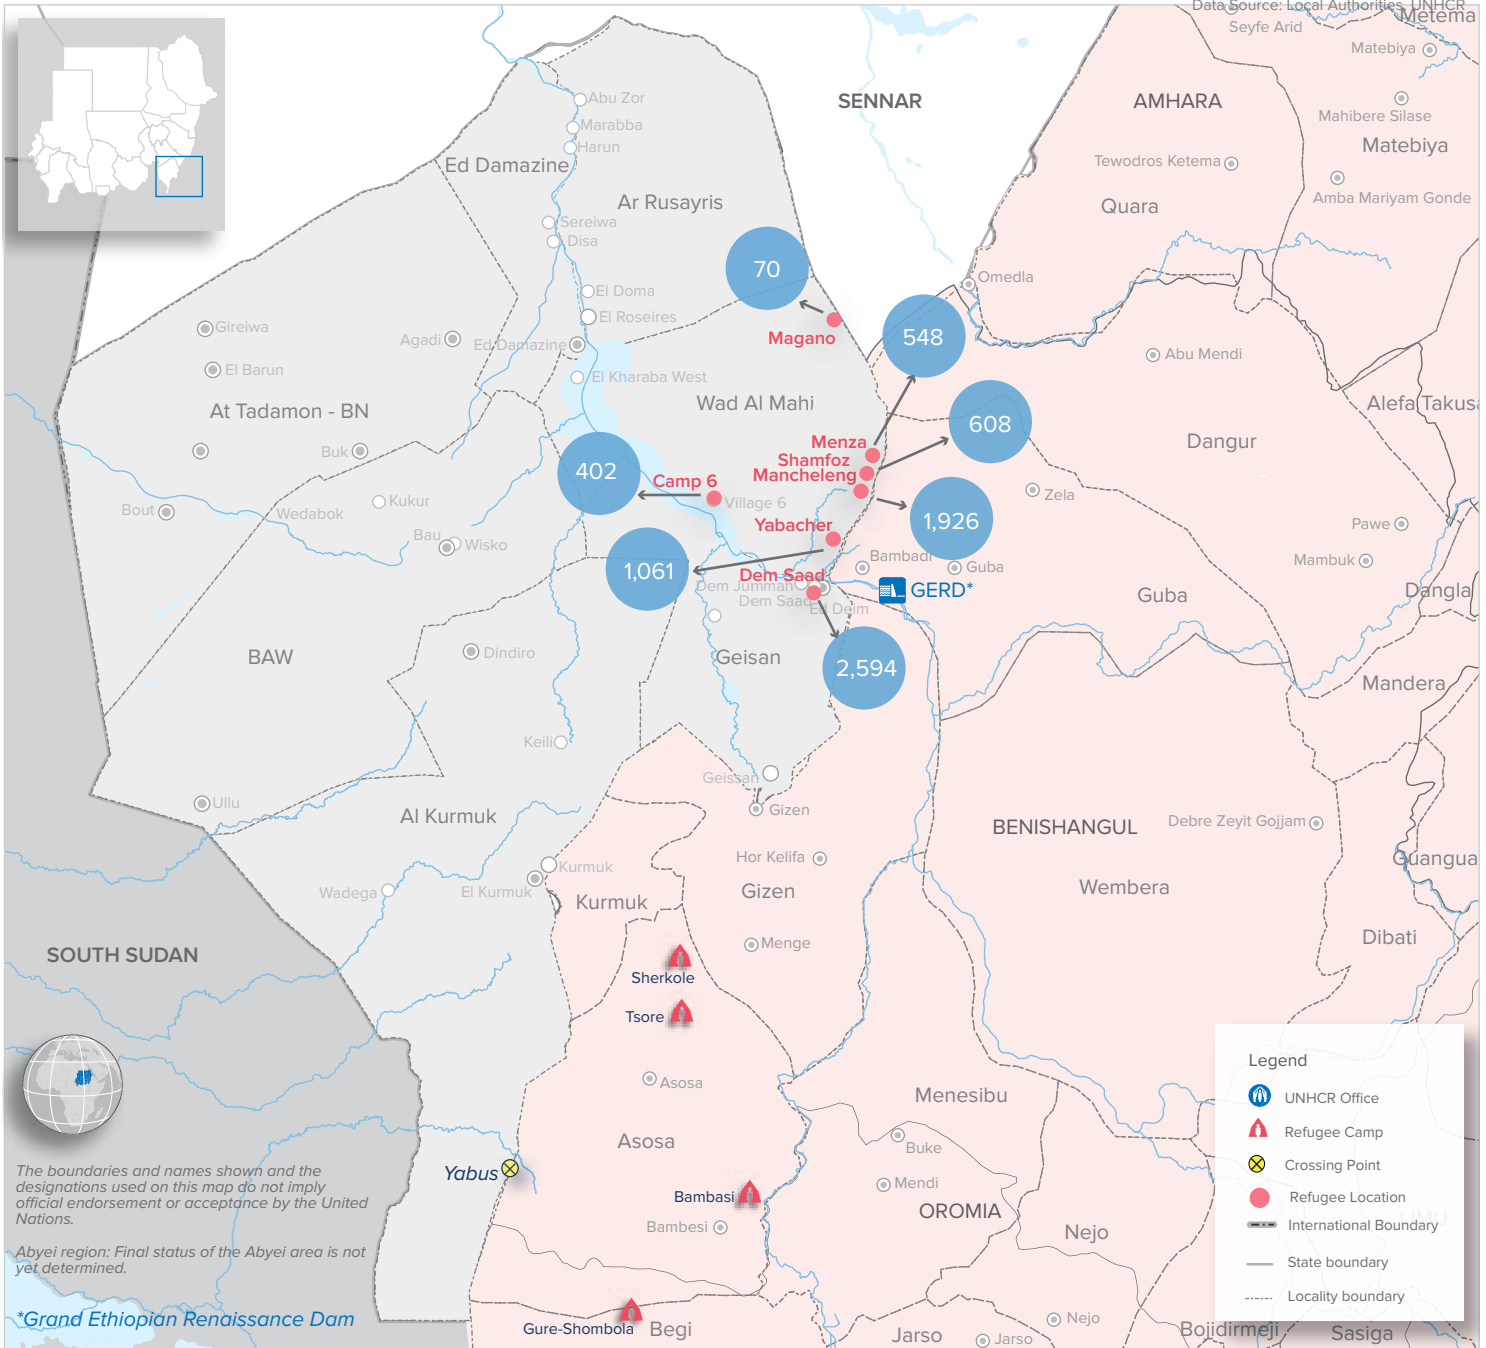 Data Source: Local Authorities, UNHCR
Metema
Seyfe Arid
Matebiya
SENNAR
AMHARA
Abu Zor
Marabba
Harun
Mahibere Silase
Matebiya
Ed Damazine
Tewodros Ketema
Ar Rusayris
Quara
Amba Mariyam Gonde
Sereiwa
Disa
70
Omedla
El Doma
El Roseires
Gireiwa
Agadi
Ed Damazine
Magano
548
Abu Mendi
El Barun
El Kharaba West
At Tadamon - BN
Wad Al Mahi
Alefa Takusa
608
Dangur
Menza
Shamfoz
Mancheleng
Buk
402
Camp 6
Village 6
Zela
Kukur
Wedabok
Bout
1,926
Pawe
Yabacher
Bau
Wisko
Bambadi
Guba
Mambuk
1,061
Dem Saad
Dem Jummah
Dem Saad
Ed Deim
GERD*
Guba
Dangla
BAW
Dindiro
Geisan
2,594
Mandera
Keili
Geissan
Ullu
Gizen
Al Kurmuk
BENISHANGUL
Debre Zeyit Gojjam
Hor Kelifa
Guangua
Kurmuk
Wadega
El Kurmuk
Kurmuk
Gizen
Wembera
Menge
Dibati
SOUTH SUDAN
Sherkole
Tsore
Asosa
Menesibu
Asosa
Buke
Yabus
Mendi
Bambasi
Bambesi
OROMIA
Nejo
Legend
UNHCR Office
Refugee Camp
Crossing Point
Refugee Location
International Boundary
State boundary
Locality boundary
The boundaries and names shown and the
designations used on this map do not imply
official endorsement or acceptance by the United
Nations.
Abyei region: Final status of the Abyei area is not
yet determined.
*Grand Ethiopian Renaissance Dam
Gure-Shombola
Begi
Jarso
Jarso
Nejo
Bojidirmeji
Sasiga